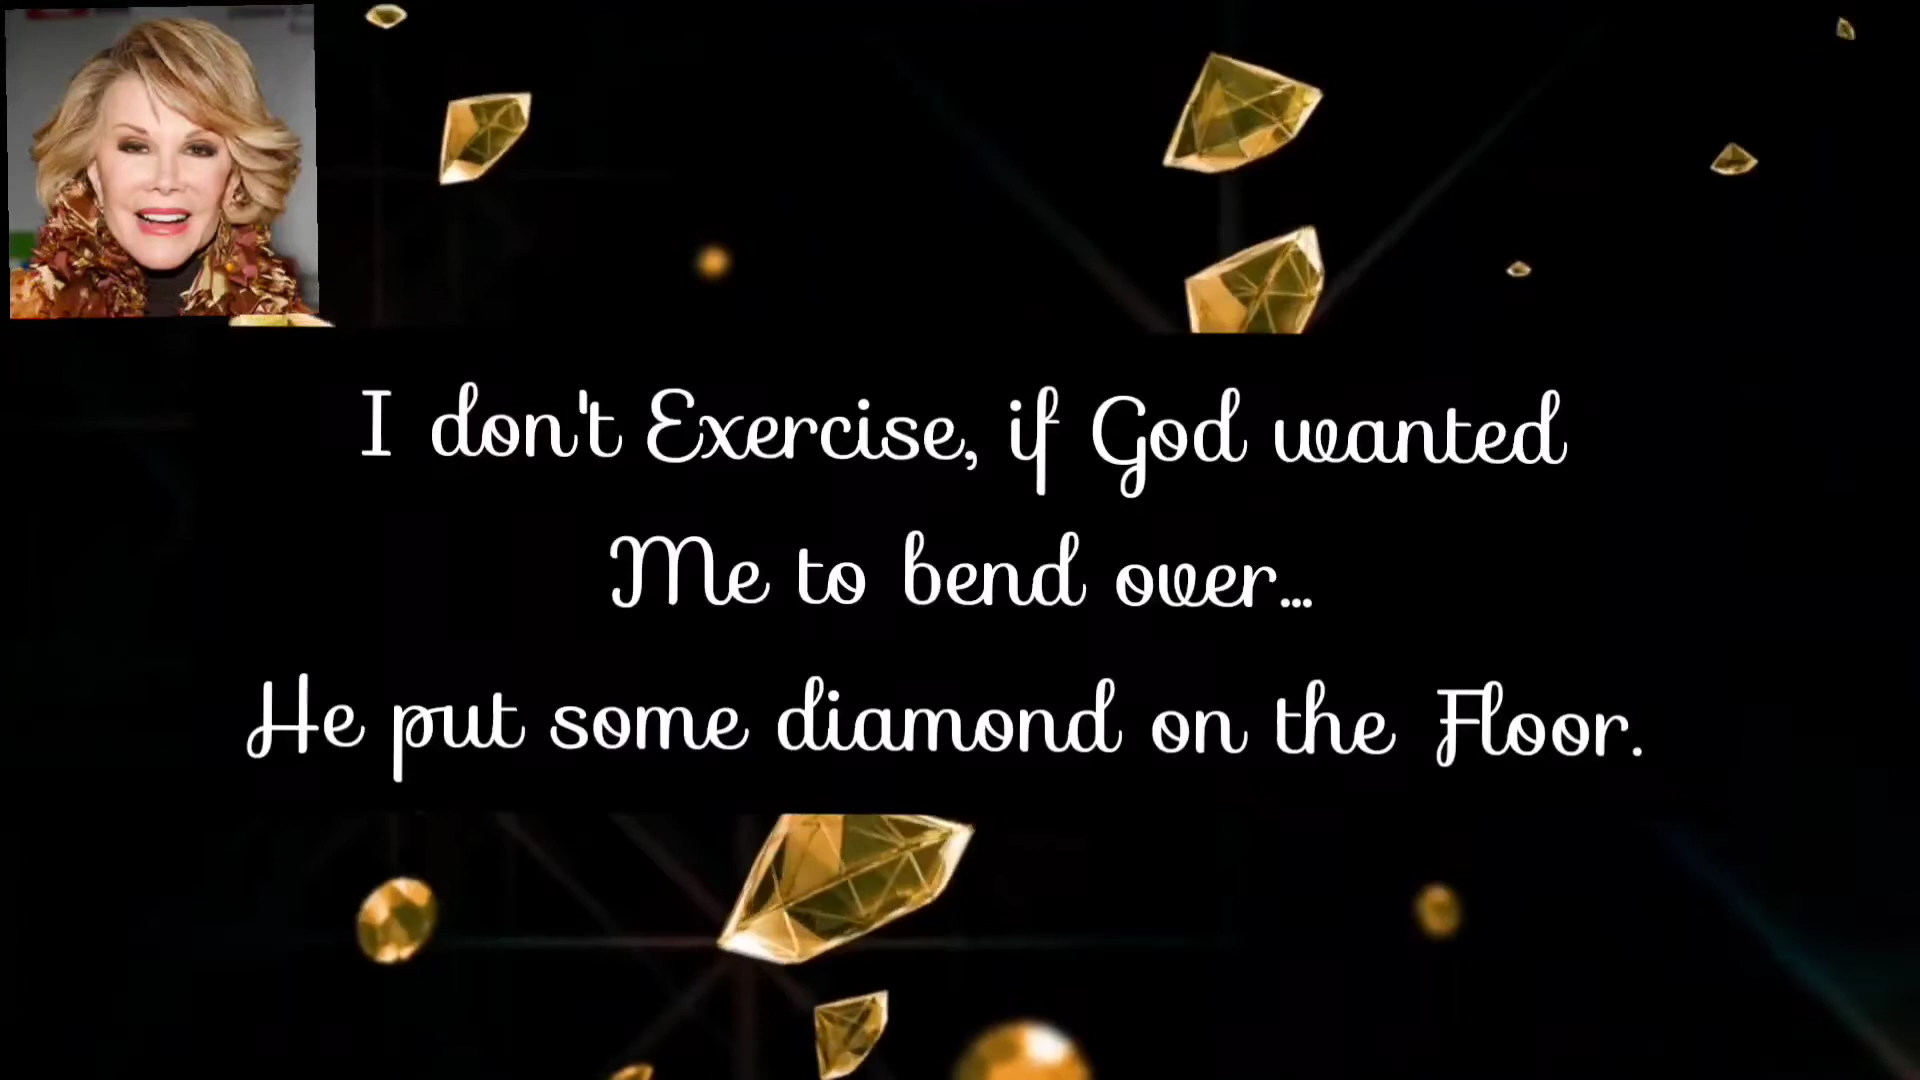 I don't Exercise, if God wanted
Me to bend over...
He put some diamond on the Floor.